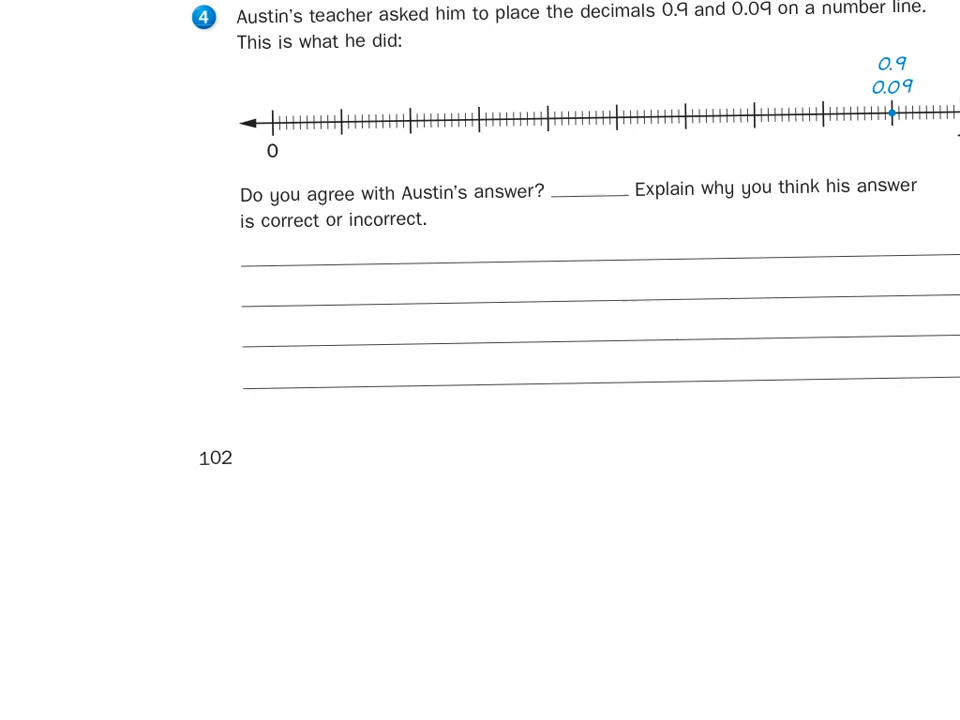 4 Austin's teacher asked him to place the decimals 0.9 and 0.09 on a number line.
This is what he did:
0.9
0.09
0
Do you agree with Austin's answer? ________ Explain why you think his answer
is correct or incorrect.
102